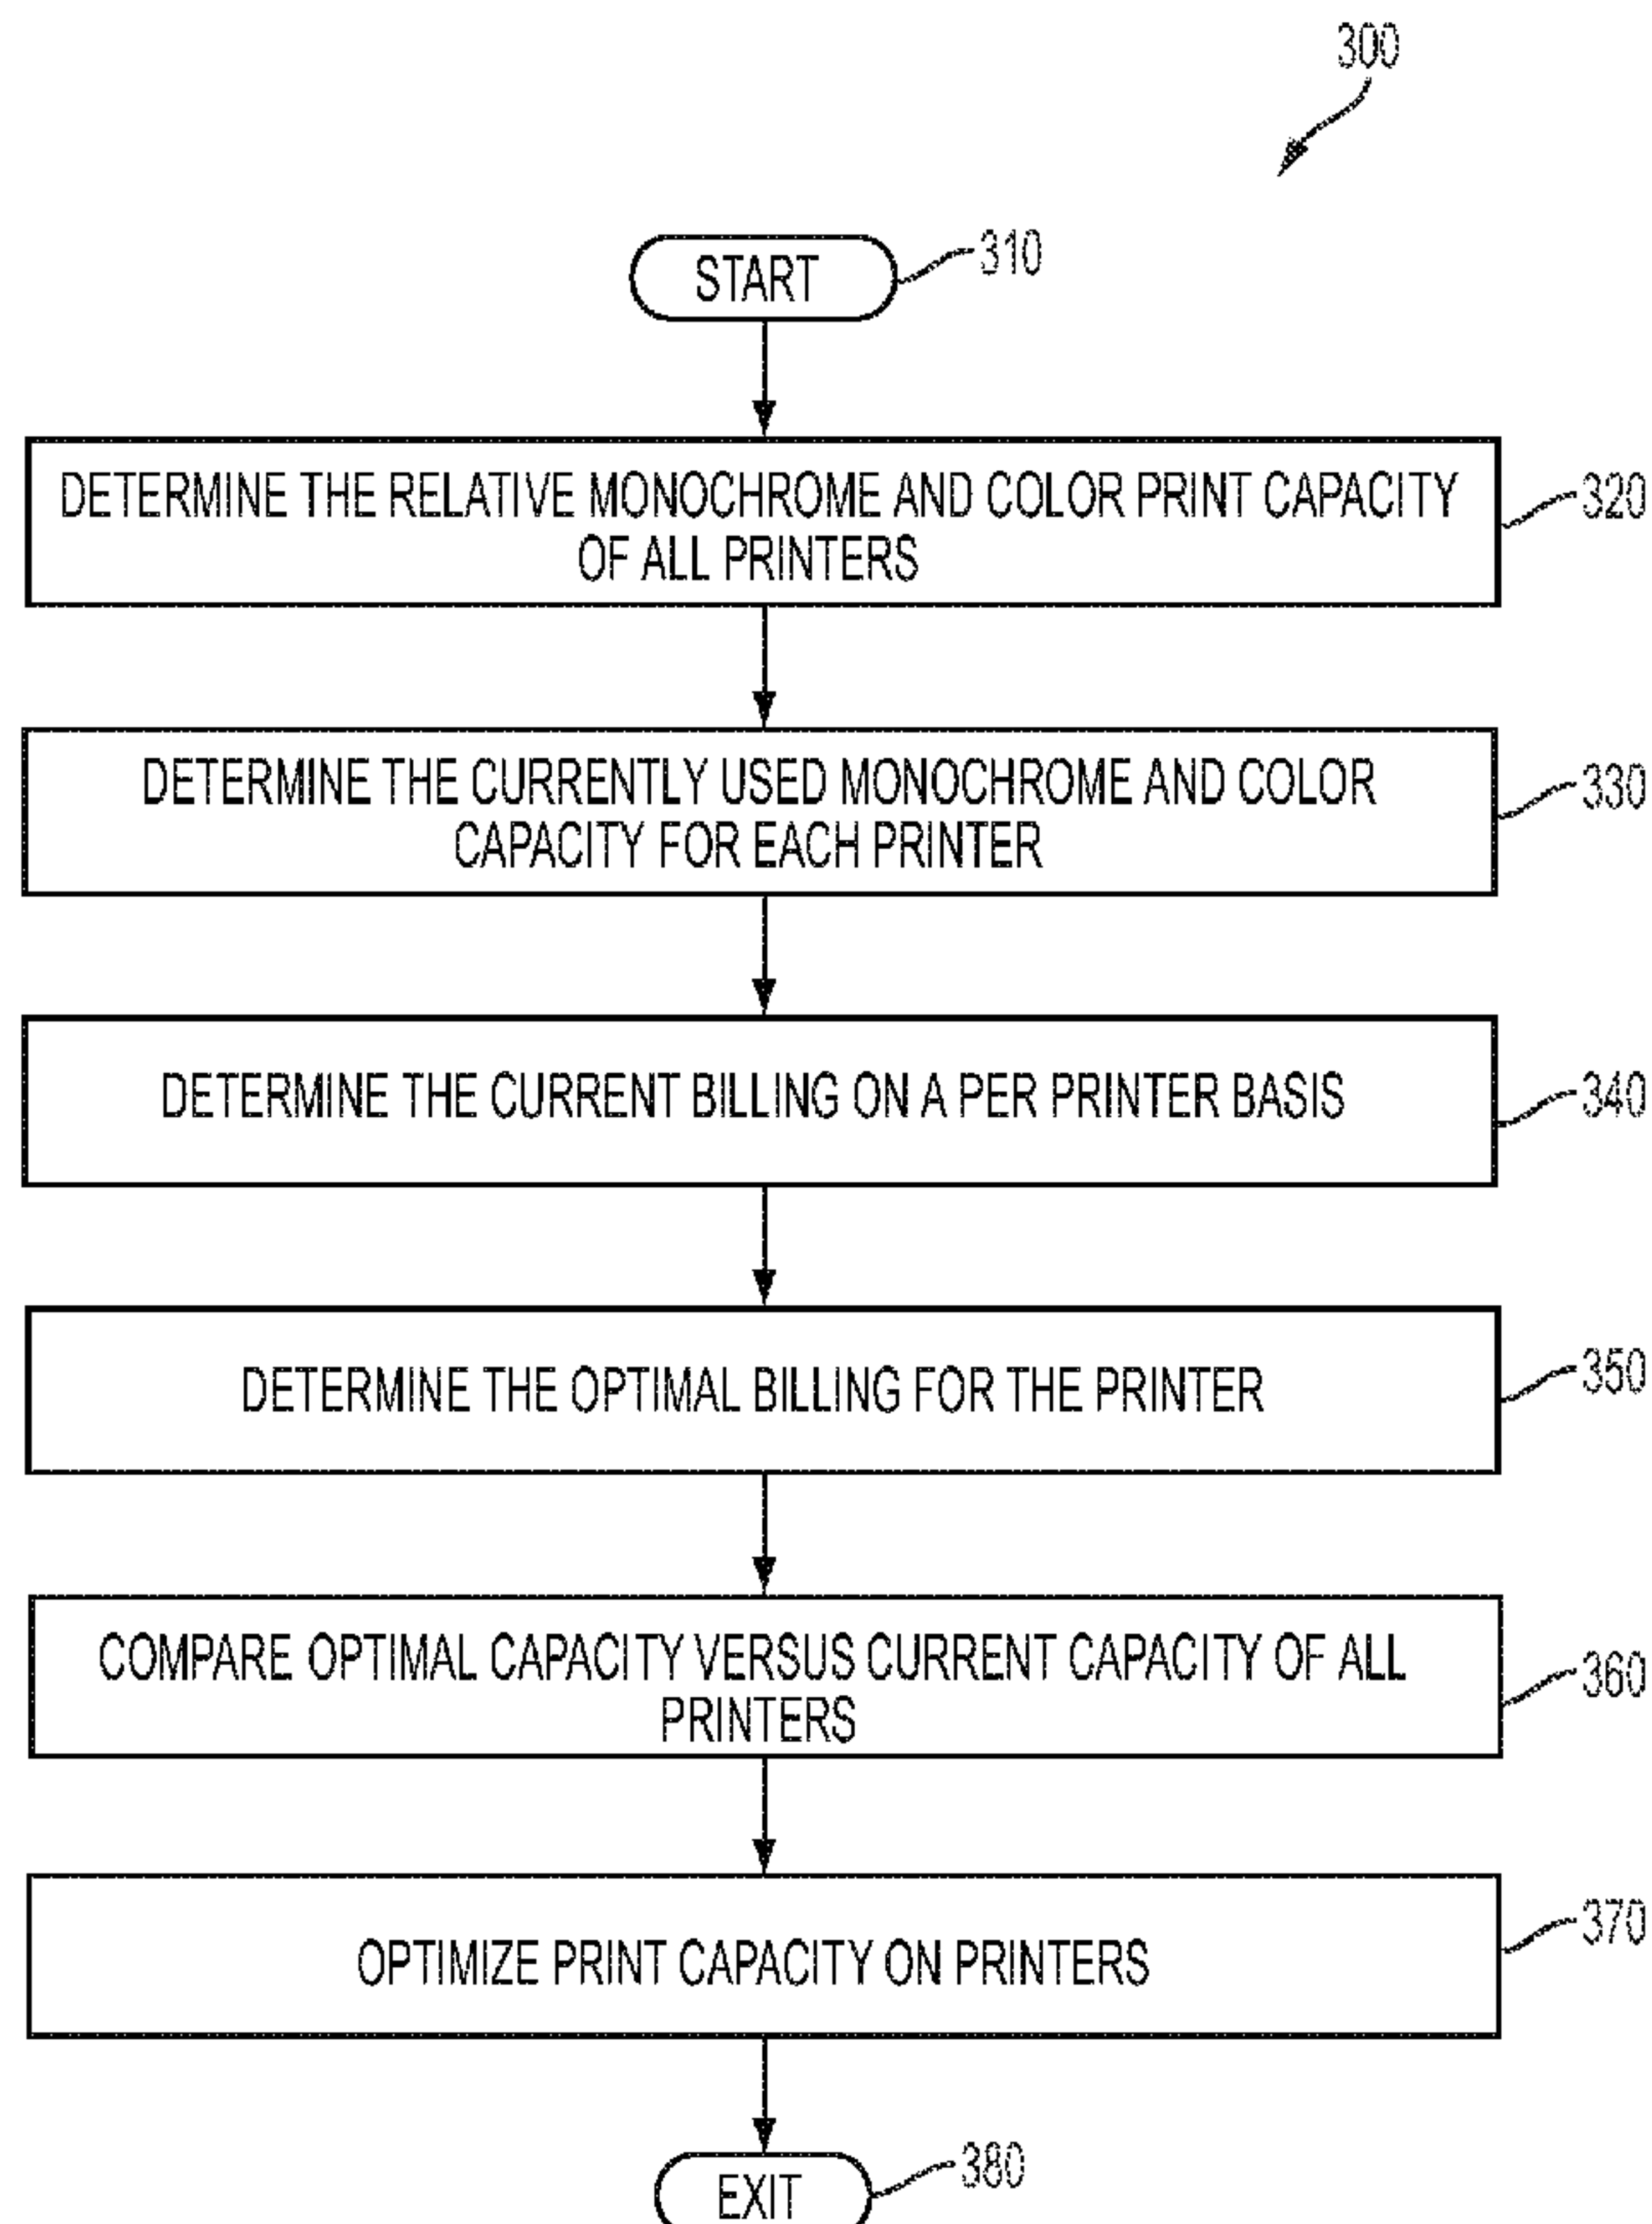 300
START
310
DETERMINE THE RELATIVE MONOCHROME AND COLOR PRINT CAPACITY
OF ALL PRINTERS
320
DETERMINE THE CURRENTLY USED MONOCHROME AND COLOR
CAPACITY FOR EACH PRINTER
330
DETERMINE THE CURRENT BILLING ON A PER PRINTER BASIS
340
DETERMINE THE OPTIMAL BILLING FOR THE PRINTER
350
COMPARE OPTIMAL CAPACITY VERSUS CURRENT CAPACITY OF ALL
PRINTERS
360
OPTIMIZE PRINT CAPACITY ON PRINTERS
370
EXIT
380